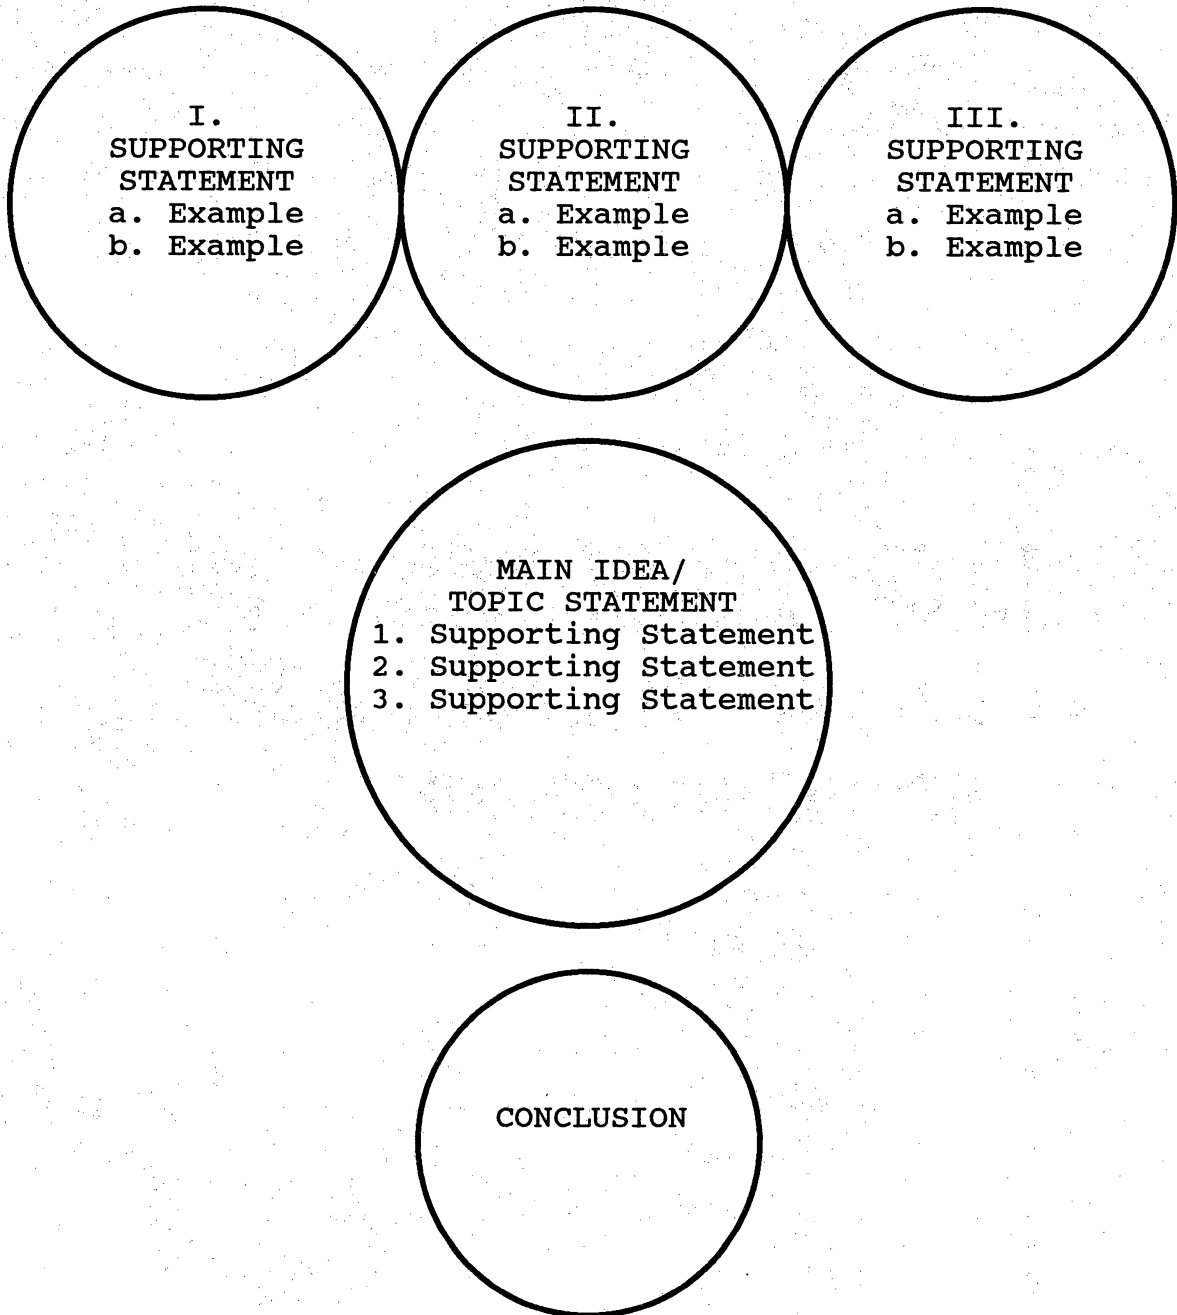 I.
SUPPORTING
STATEMENT
a. Example
b. Example
II.
SUPPORTING
STATEMENT
a. Example
b. Example
III.
SUPPORTING
STATEMENT
a. Example
b. Example
MAIN IDEA/
TOPIC STATEMENT
1. Supporting Statement
2. Supporting Statement
3. Supporting Statement
CONCLUSION